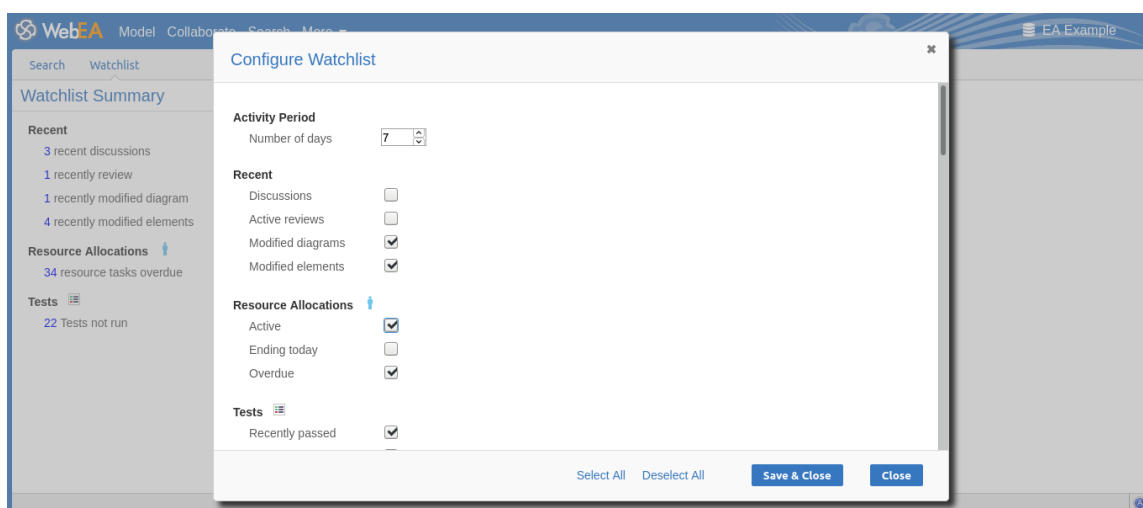 WebEA Model Collaborate Search More
EA Example
Search Watchlist
Watchlist Summary
Recent
3 recent discussions
1 recently review
1 recently modified diagram
4 recently modified elements
Resource Allocations
34 resource tasks overdue
Tests
22 Tests not run
Configure Watchlist
Activity Period
Number of days 7
Recent
Discussions
Active reviews
Modified diagrams
Modified elements
Resource Allocations
Active
Ending today
Overdue
Tests
Recently passed
Select All Deselect All Save & Close Close